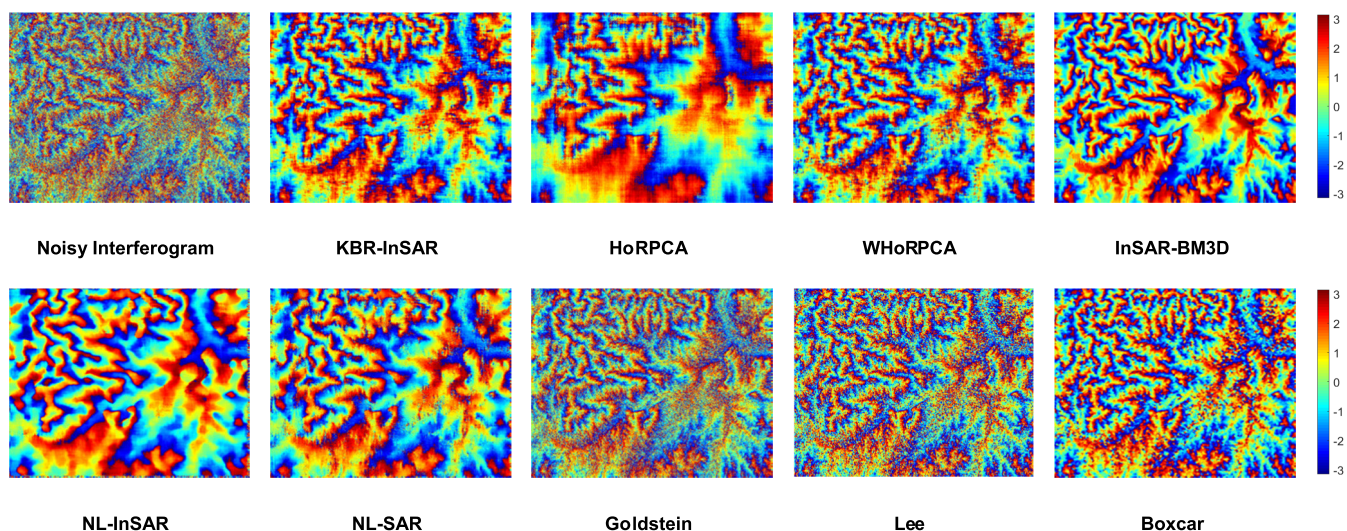 3
2
1
0
-1
-2
-3
Noisy Interferogram
KBR-InSAR
HoRPCA
WHoRPCA
InSAR-BM3D
3
2
1
0
-1
-2
-3
NL-InSAR
NL-SAR
Goldstein
Lee
Boxcar